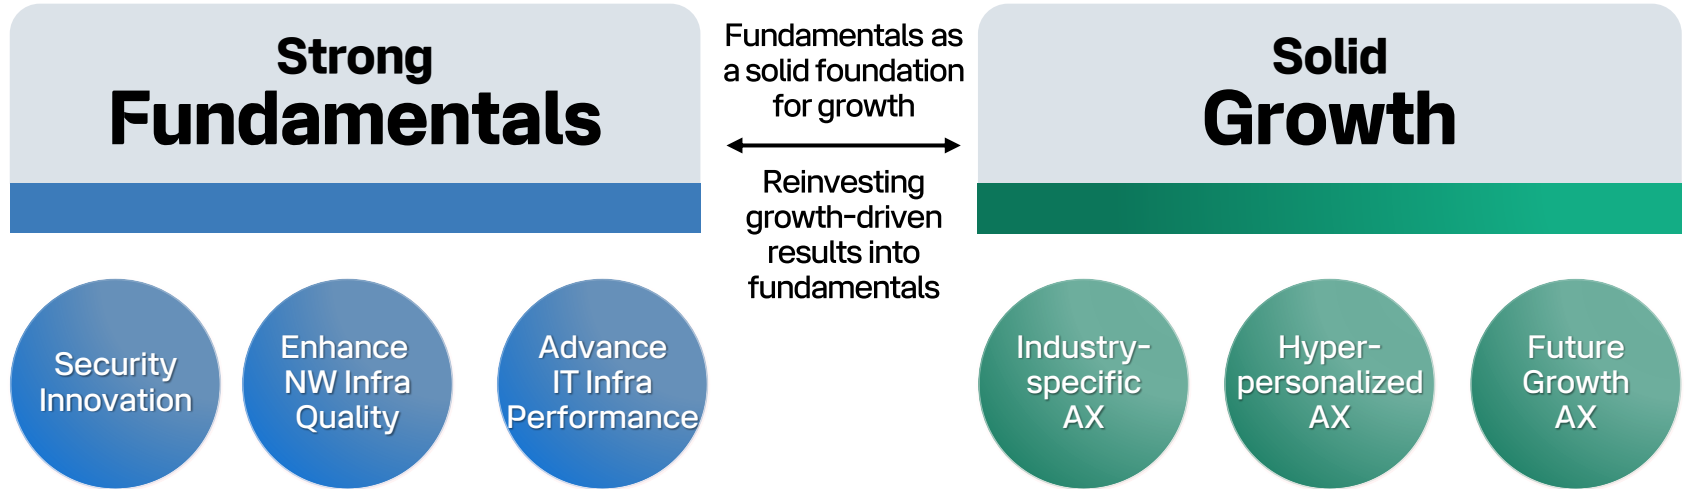 Strong
Fundamentals
Fundamentals as
a solid foundation
for growth
Reinvesting
growth-driven
results into
fundamentals
Solid
Growth
Security
Innovation
Enhance
NW Infra
Quality
Advance
IT Infra
Performance
Industry-
specific
AX
Hyper-
personalized
AX
Future
Growth
AX